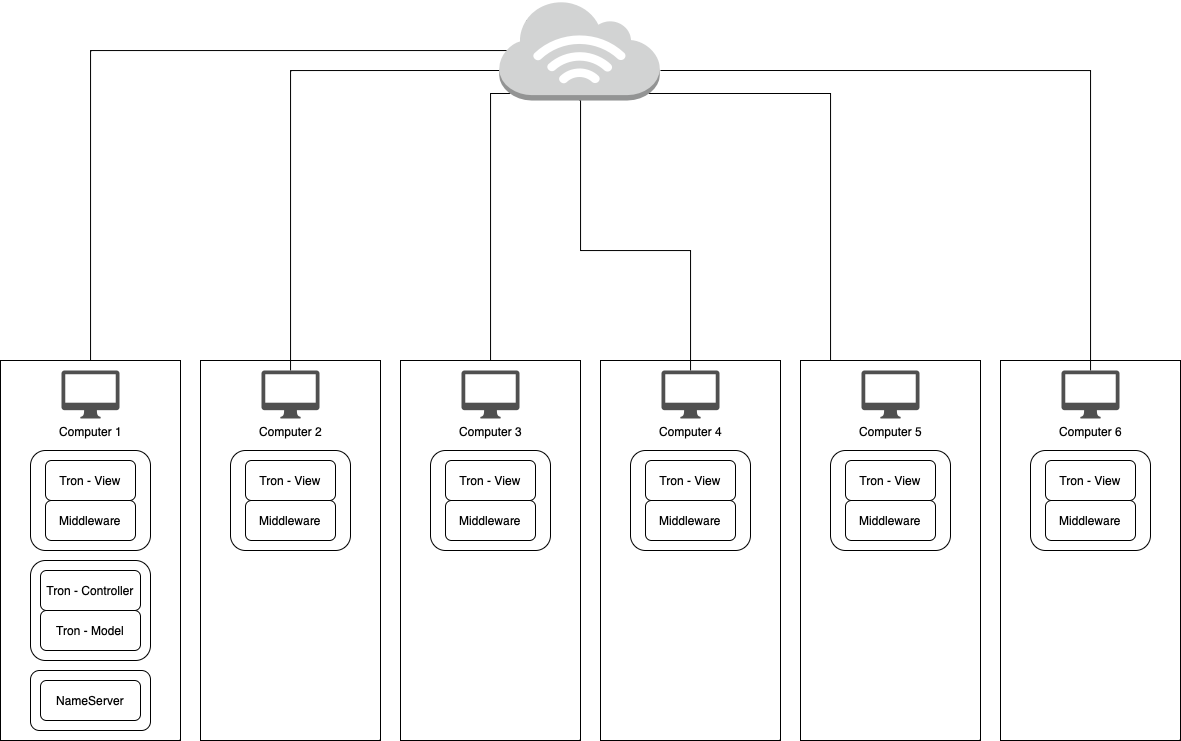 Computer 1
Computer 2
Computer 3
Computer 4
Computer 5
Computer 6
Tron - View
Tron - View
Tron - View
Tron - View
Tron - View
Tron - View
Middleware
Middleware
Middleware
Middleware
Middleware
Middleware
Tron - Controller
Tron - Model
NameServer